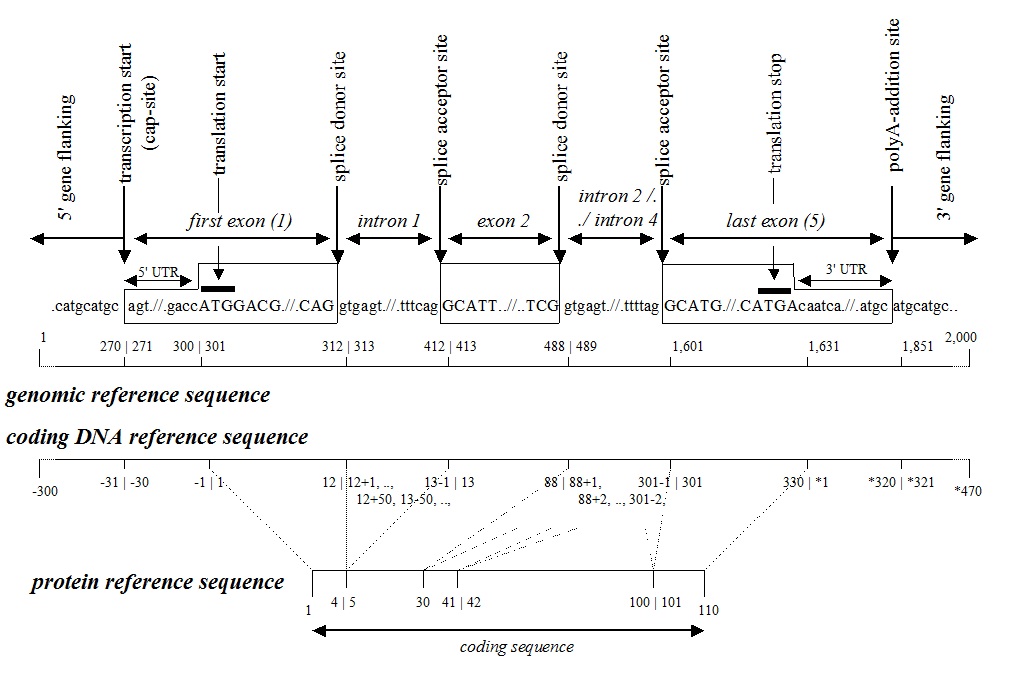 5' gene flanking
transcription start
(cap-site)
translation start
splice donor site
splice acceptor site
splice donor site
splice acceptor site
translation stop
polyA-addition site
3' gene flanking
first exon (1)
intron 1
exon 2
intron 2 /.
./ intron 4
last exon (5)
5' UTR
3' UTR
.catgcatgc agt.//.gaccATGGACG.//.CAG gtgagt.//.tttcag GCATT..//..TCG gtgagt.//.ttttag GCATG.//.CATGAcaatca.//.atgc atgcatgc..
1 2,000
270 | 271 300 | 301 312 | 313 412 | 413 488 | 489 1,601 1,631 1,851
genomic reference sequence
coding DNA reference sequence
-300 -31 | -30 -1 | 1 12 | 12+1, .., 13-1 | 13 88 | 88+1, 301-1 | 301 330 | *1 *320 | *321 *470
12+50, 13-50, .., 88+2, .., 301-2,
protein reference sequence
1 4 | 5 30 41 | 42 100 | 101 110
coding sequence